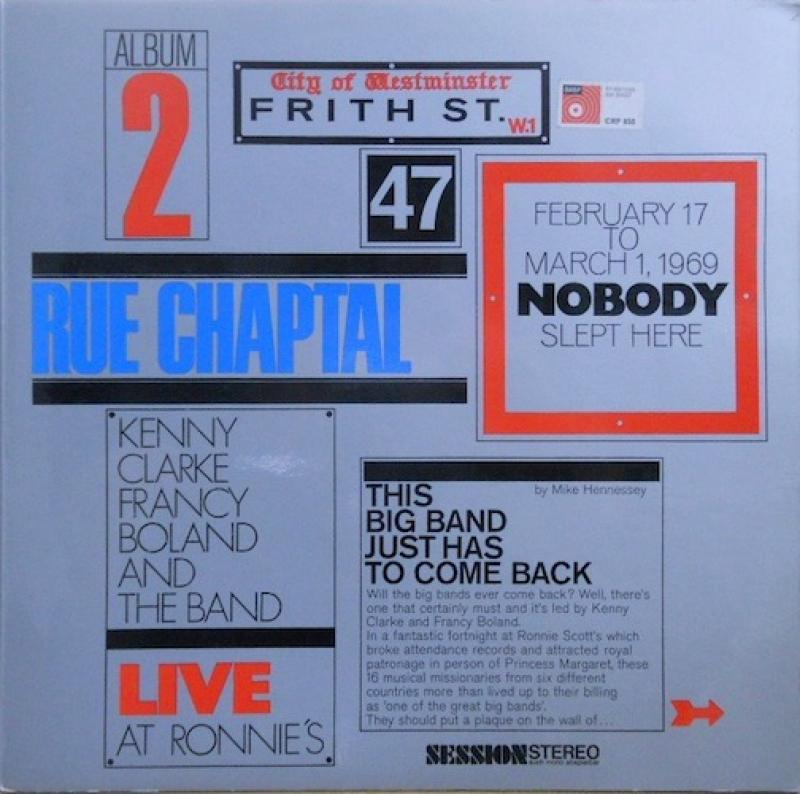 ALBUM
2
City of Westminster
FRITH ST.
W.1
BASF
CRP 855
47
FEBRUARY 17
TO
MARCH 1, 1969
NOBODY
SLEPT HERE
RUE CHAPTAL
KENNY
CLARKE
FRANCY
BOLAND
AND
THE BAND
LIVE
AT RONNIE'S
THIS
BIG BAND
JUST HAS
TO COME BACK
by Mike Hennessey
Will the big bands ever come back? Well, there's
one that certainly must and it's led by Kenny
Clarke and Francy Boland.
In a fantastic fortnight at Ronnie Scott's which
broke attendance records and attracted royal
patronage in person of Princess Margaret, these
16 musical missionaries from six different
countries more than lived up to their billing
as 'one of the great big bands'.
They should put a plaque on the wall of...
SESSION STEREO